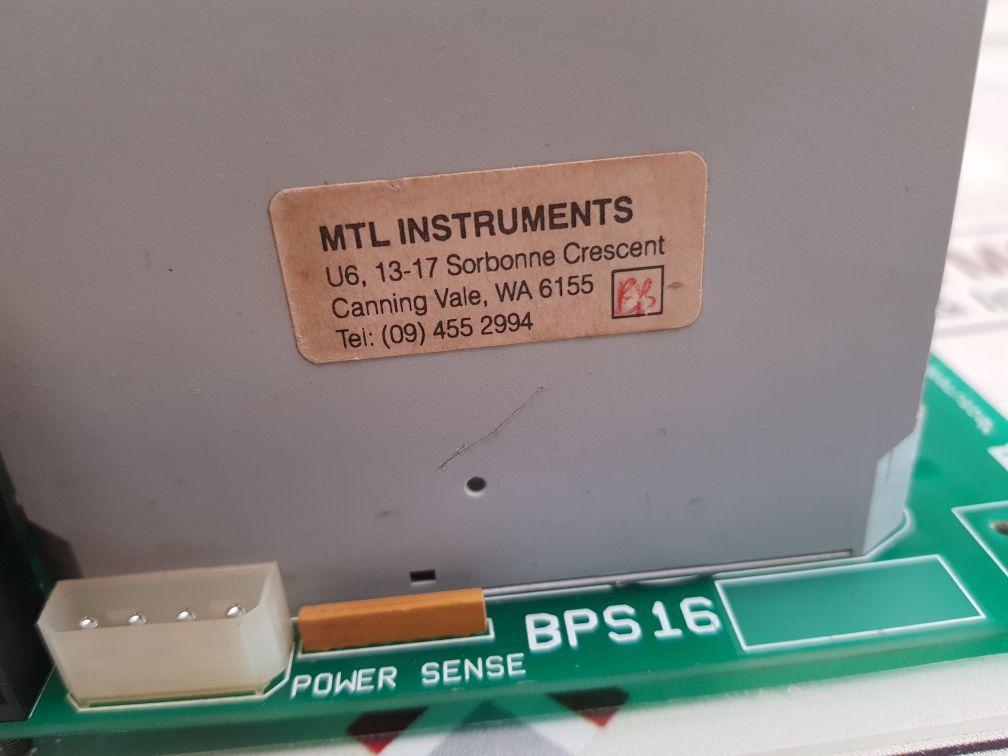 MTL INSTRUMENTS
U6, 13-17 Sorbonne Crescent
Canning Vale, WA 6155
Tel: (09) 455 2994
BPS16
POWER SENSE